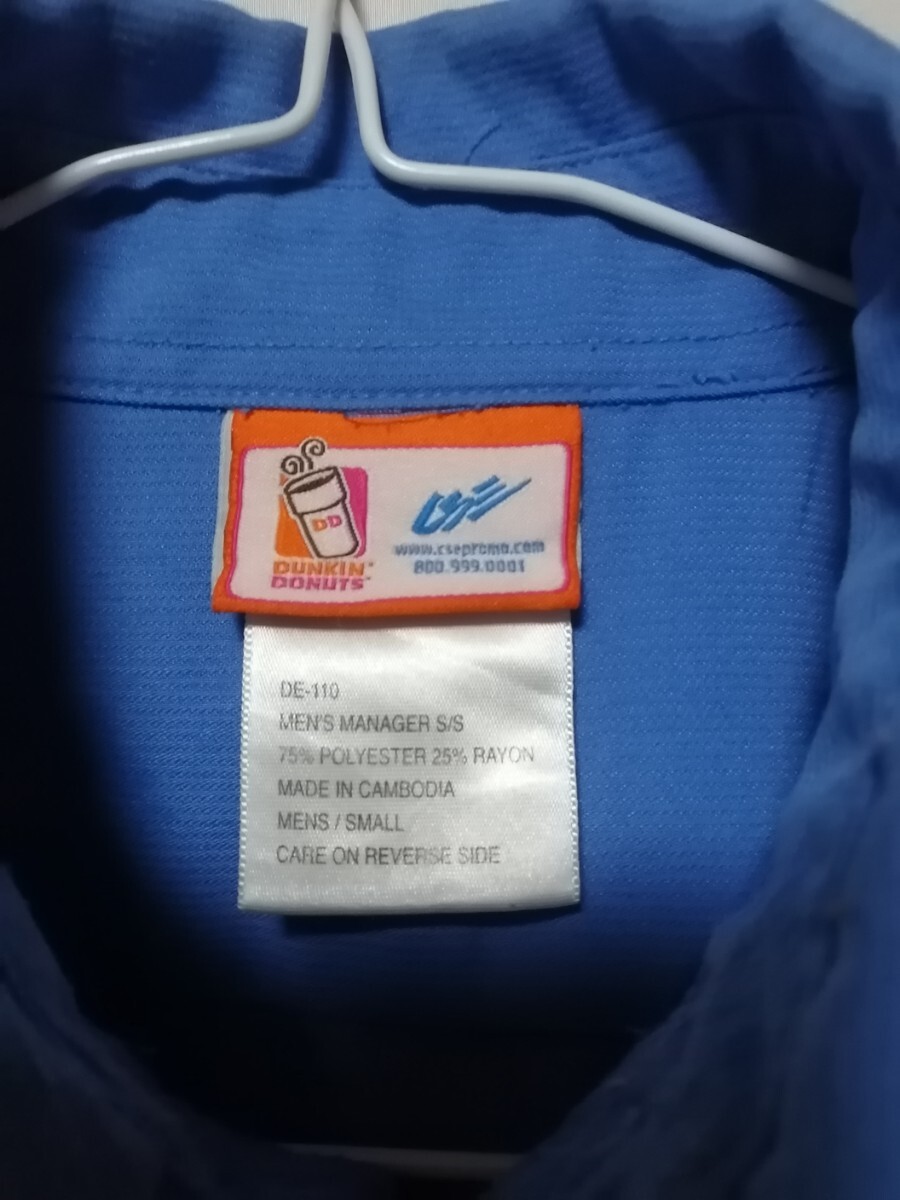 DD
DUNKIN'
DONUTS
CSE
www.csepromo.com
800.999.0001
DE-110
MEN'S MANAGER S/S
75% POLYESTER 25% RAYON
MADE IN CAMBODIA
MENS / SMALL
CARE ON REVERSE SIDE